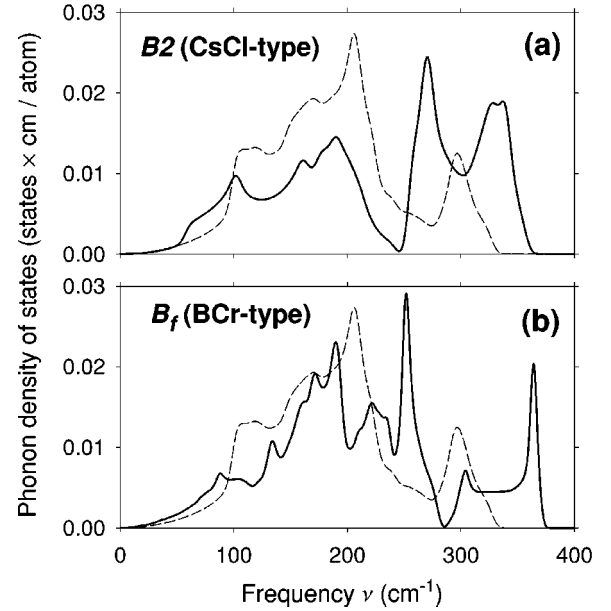 Phonon density of states (states × cm / atom)
0.03
0.02
0.01
0.00
B2 (CsCl-type)
(a)
0.03
0.02
0.01
0.00
B_f (BCr-type)
(b)
0 100 200 300 400
Frequency ν (cm⁻¹)